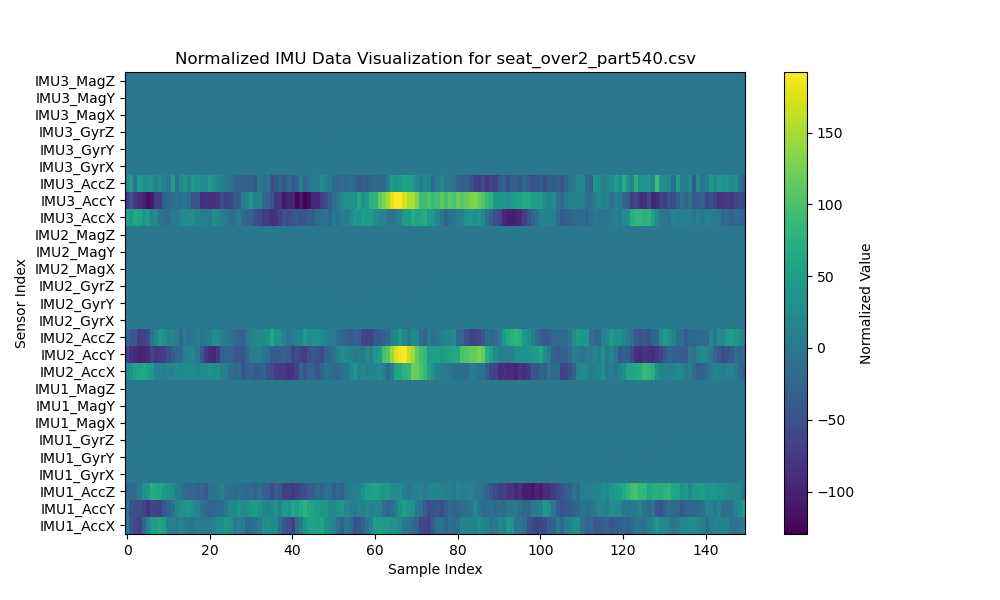 Normalized IMU Data Visualization for seat_over2_part540.csv
IMU3_MagZ
IMU3_MagY
IMU3_MagX
IMU3_GyrZ
IMU3_GyrY
IMU3_GyrX
IMU3_AccZ
IMU3_AccY
IMU3_AccX
IMU2_MagZ
IMU2_MagY
IMU2_MagX
IMU2_GyrZ
IMU2_GyrY
IMU2_GyrX
IMU2_AccZ
IMU2_AccY
IMU2_AccX
IMU1_MagZ
IMU1_MagY
IMU1_MagX
IMU1_GyrZ
IMU1_GyrY
IMU1_GyrX
IMU1_AccZ
IMU1_AccY
IMU1_AccX
Sensor Index
0 20 40 60 80 100 120 140
Sample Index
150
100
50
0
−50
−100
Normalized Value